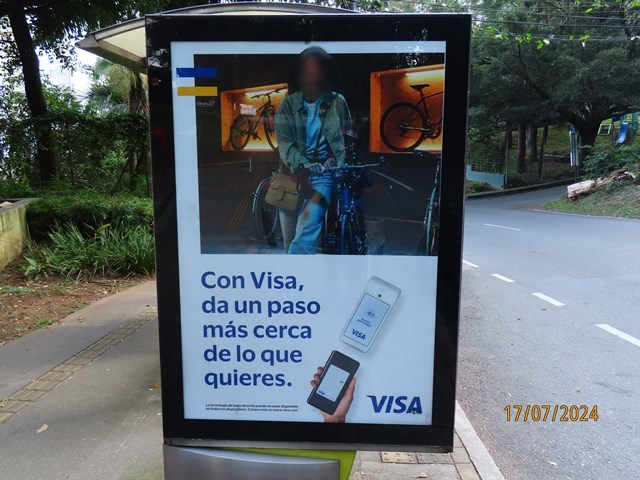 Con Visa,
da un paso
más cerca
de lo que
quieres.
VISA
VISA
17/07/2024